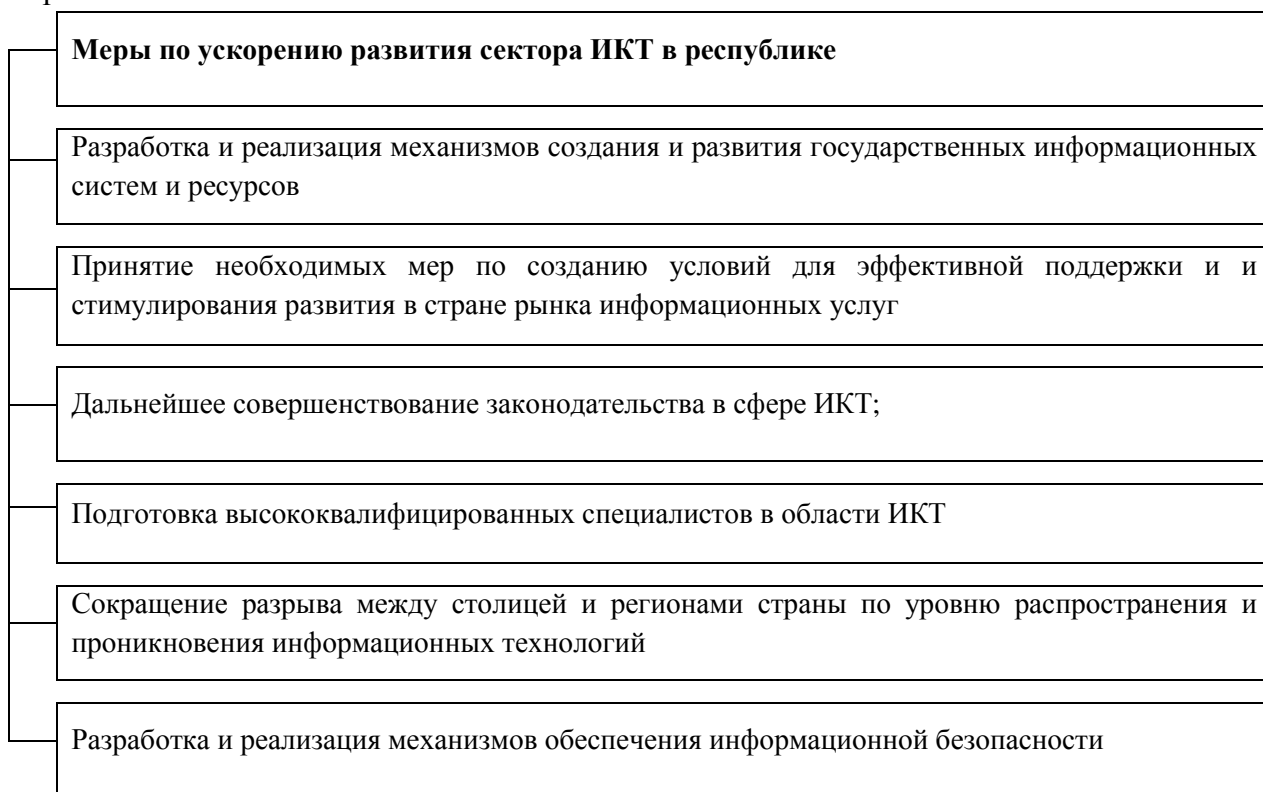 Меры по ускорению развития сектора ИКТ в республике
Разработка и реализация механизмов создания и развития государственных информационных
систем и ресурсов
Принятие необходимых мер по созданию условий для эффективной поддержки и и
стимулирования развития в стране рынка информационных услуг
Дальнейшее совершенствование законодательства в сфере ИКТ;
Подготовка высококвалифицированных специалистов в области ИКТ
Сокращение разрыва между столицей и регионами страны по уровню распространения и
проникновения информационных технологий
Разработка и реализация механизмов обеспечения информационной безопасности